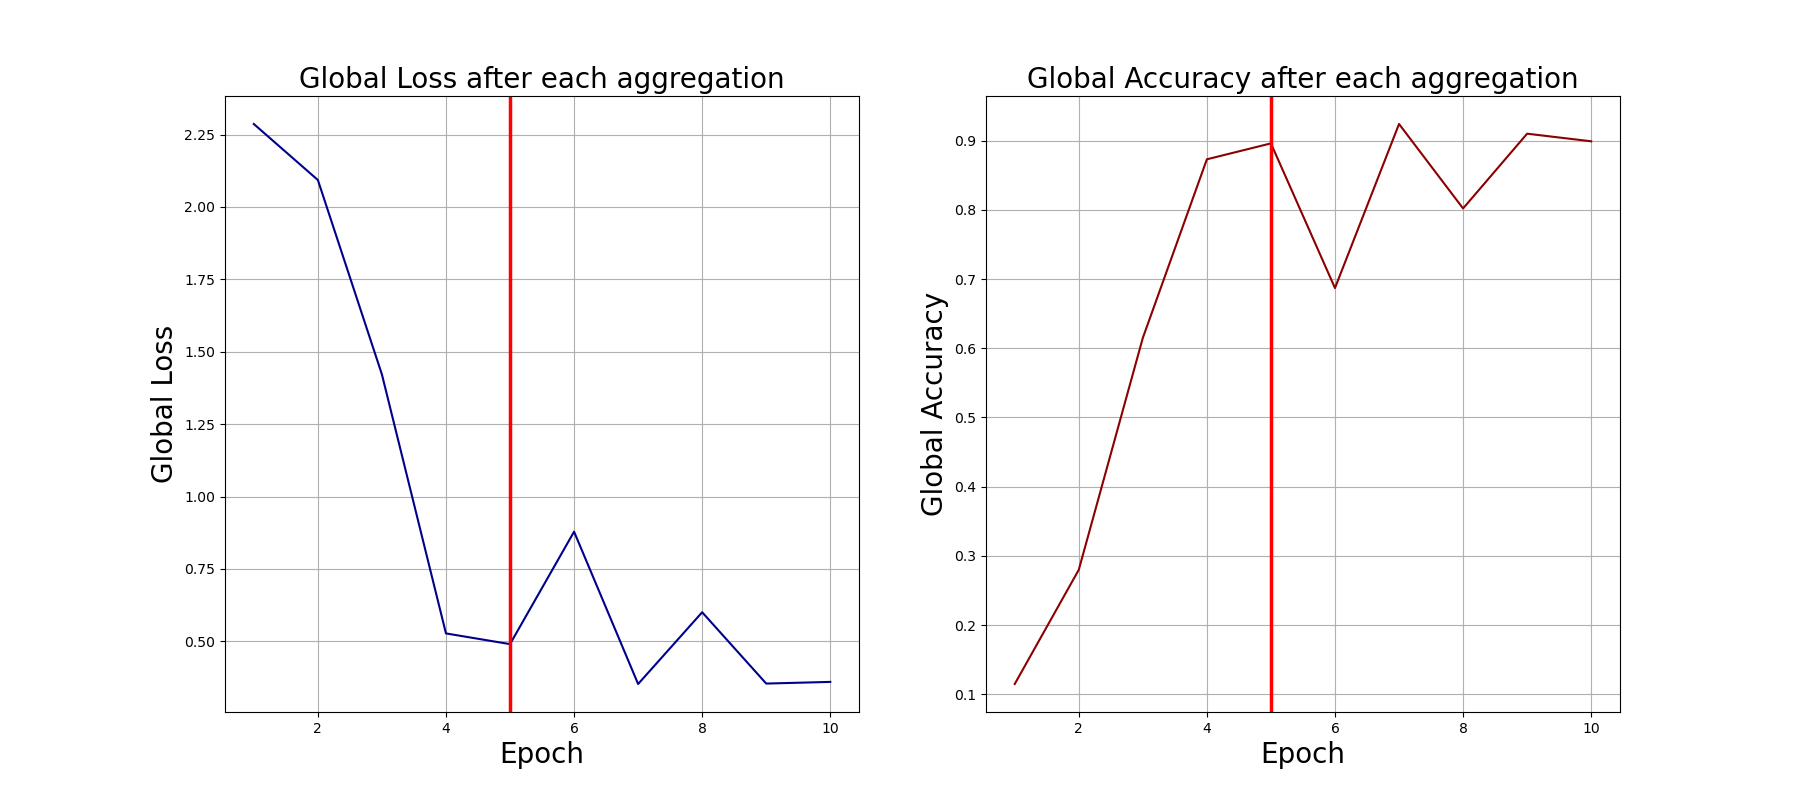 Global Loss after each aggregation
Global Loss
2.25
2.00
1.75
1.50
1.25
1.00
0.75
0.50
2 4 6 8 10
Epoch
Global Accuracy after each aggregation
Global Accuracy
0.9
0.8
0.7
0.6
0.5
0.4
0.3
0.2
0.1
2 4 6 8 10
Epoch